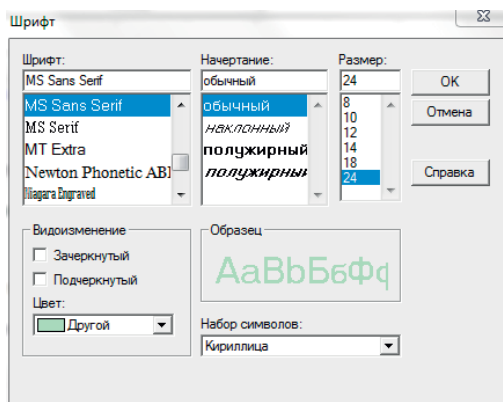 Шрифт
Шрифт:
MS Sans Serif
MS Sans Serif
MS Serif
MT Extra
Newton Phonetic ABI
Niagara Engraved
Начертание:
обычный
обычный
наклонный
полужирный
полужирный
Размер:
24
8
10
12
14
18
24
OK
Отмена
Справка
Видоизменение
Зачеркнутый
Подчеркнутый
Цвет:
Другой
Образец
AaBbБбФф
Набор символов:
Кириллица